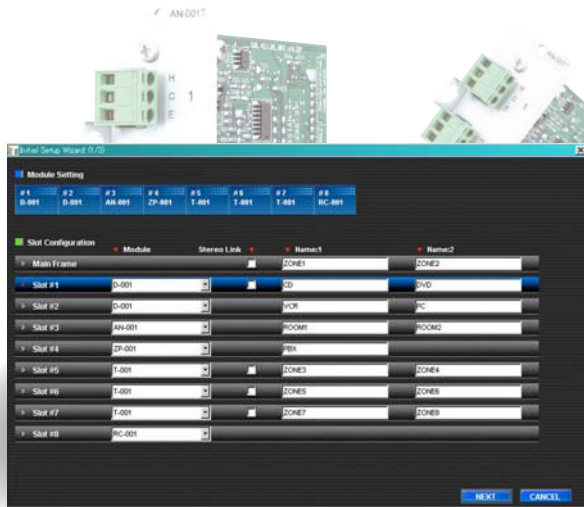 AN-001T
H
C 1
E
Initial Setup Wizard (1/3)
Module Setting
#1 #2 #3 #4 #5 #6 #7 #8
D-001 D-001 AN-001 ZP-001 T-001 T-001 T-001 RC-001
Slot Configuration
Module Stereo Link Name:1 Name:2
Main Frame ZONE1 ZONE2
Slot #1 D-001 CD DVD
Slot #2 D-001 VCR PC
Slot #3 AN-001 ROOM1 ROOM2
Slot #4 ZP-001 PBX
Slot #5 T-001 ZONE3 ZONE4
Slot #6 T-001 ZONE5 ZONE6
Slot #7 T-001 ZONE7 ZONE8
Slot #8 RC-001
NEXT CANCEL